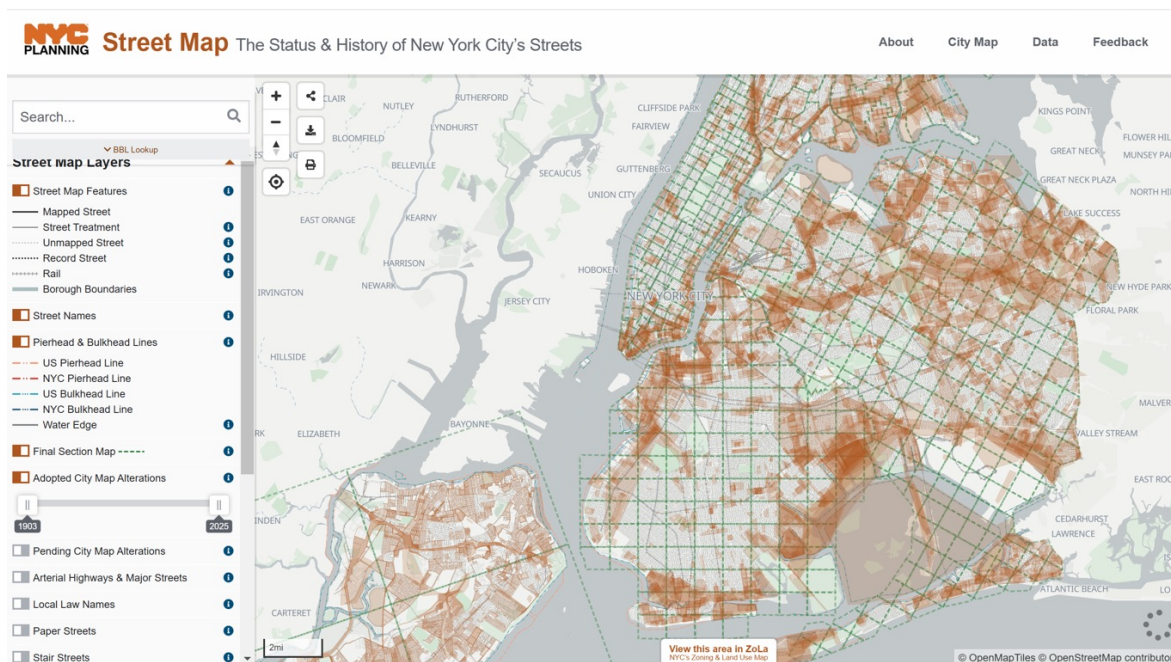 NYC
PLANNING
Street Map The Status & History of New York City's Streets
About
City Map
Data
Feedback
Search...
BBL Lookup
Street Map Layers
Street Map Features
Mapped Street
Street Treatment
Unmapped Street
Record Street
Rail
Borough Boundaries
Street Names
Pierhead & Bulkhead Lines
US Pierhead Line
NYC Pierhead Line
US Bulkhead Line
NYC Bulkhead Line
Water Edge
Final Section Map
Adopted City Map Alterations
1903
2025
Pending City Map Alterations
Arterial Highways & Major Streets
Local Law Names
Paper Streets
Stair Streets
NUTLEY
RUTHERFORD
CLIFFSIDE PARK
KINGS POINT
BLOOMFIELD
LYNDHURST
FAIRVIEW
FLOWER HIL
GREAT NECK
MUNSEY PA
BELLEVILLE
SECAUCUS
GUTTENBERG
GREAT NECK PLAZA
UNION CITY
NORTH HI
EAST ORANGE
KEARNY
LAKE SUCCESS
HARRISON
HOBOKEN
NEWARK
IRVINGTON
JERSEY CITY
NEW YORK CITY
NEW HYDE PARK
FLORAL PARK
HILLSIDE
MALVER
BAYONNE
ELIZABETH
VALLEY STREAM
EAST RO
INDEN
CEDARHURST
LAWRENCE
ATLANTIC BEACH
CARTERET
2mi
View this area in ZoLa
NYC's Zoning & Land Use Map
© OpenMapTiles © OpenStreetMap contributo